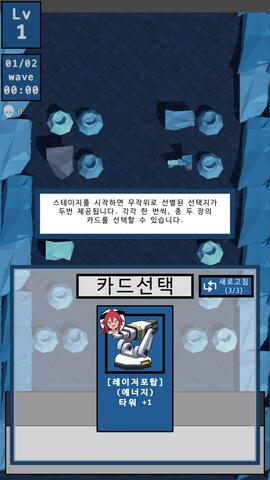 Lv
1
01/02
wave
00:00
0
스테이지를 시작하면 무작위로 선별된 선택지가
두번 제공됩니다. 각각 한 번씩, 총 두 장의
카드를 선택할 수 있습니다.
카드선택
새로고침
(3/3)
[레이저포탑]
(에너지)
타워 +1